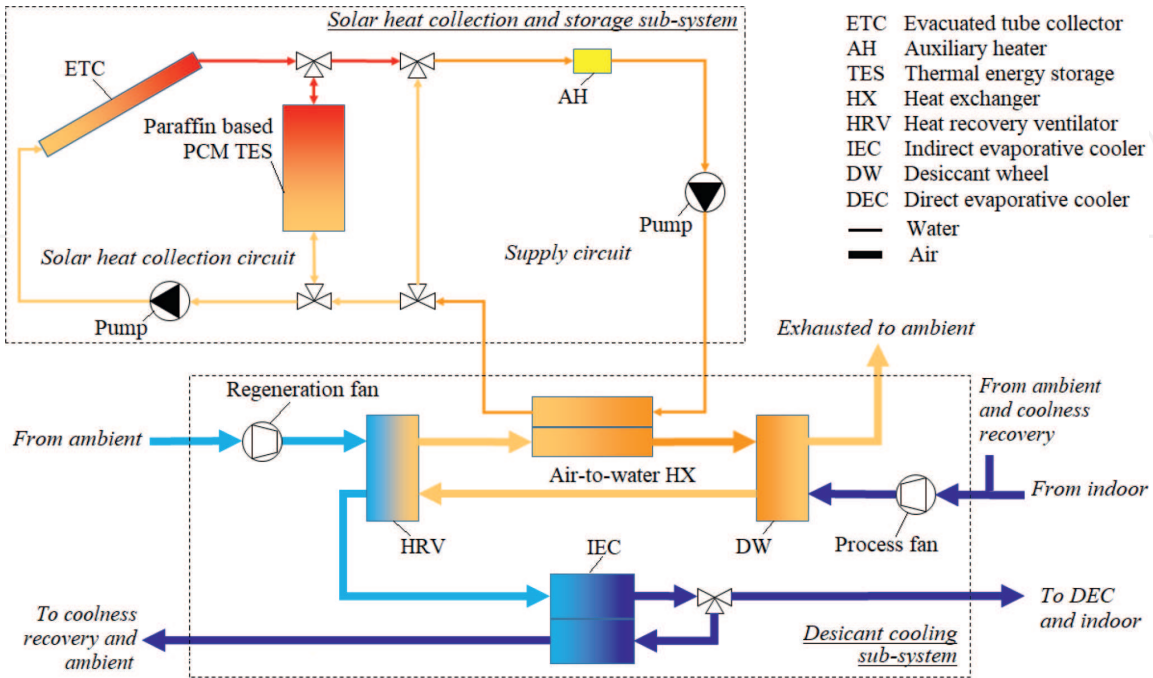 Solar heat collection and storage sub-system
ETC
AH
Paraffin based
PCM TES
Pump
Solar heat collection circuit
Supply circuit
Pump
ETC Evacuated tube collector
AH Auxiliary heater
TES Thermal energy storage
HX Heat exchanger
HRV Heat recovery ventilator
IEC Indirect evaporative cooler
DW Desiccant wheel
DEC Direct evaporative cooler
Water
Air
Exhausted to ambient
Regeneration fan
From ambient
and coolness
recovery
From ambient
Air-to-water HX
From indoor
HRV
IEC
DW
Process fan
To coolness
recovery and
ambient
To DEC
and indoor
Desicant cooling
sub-system